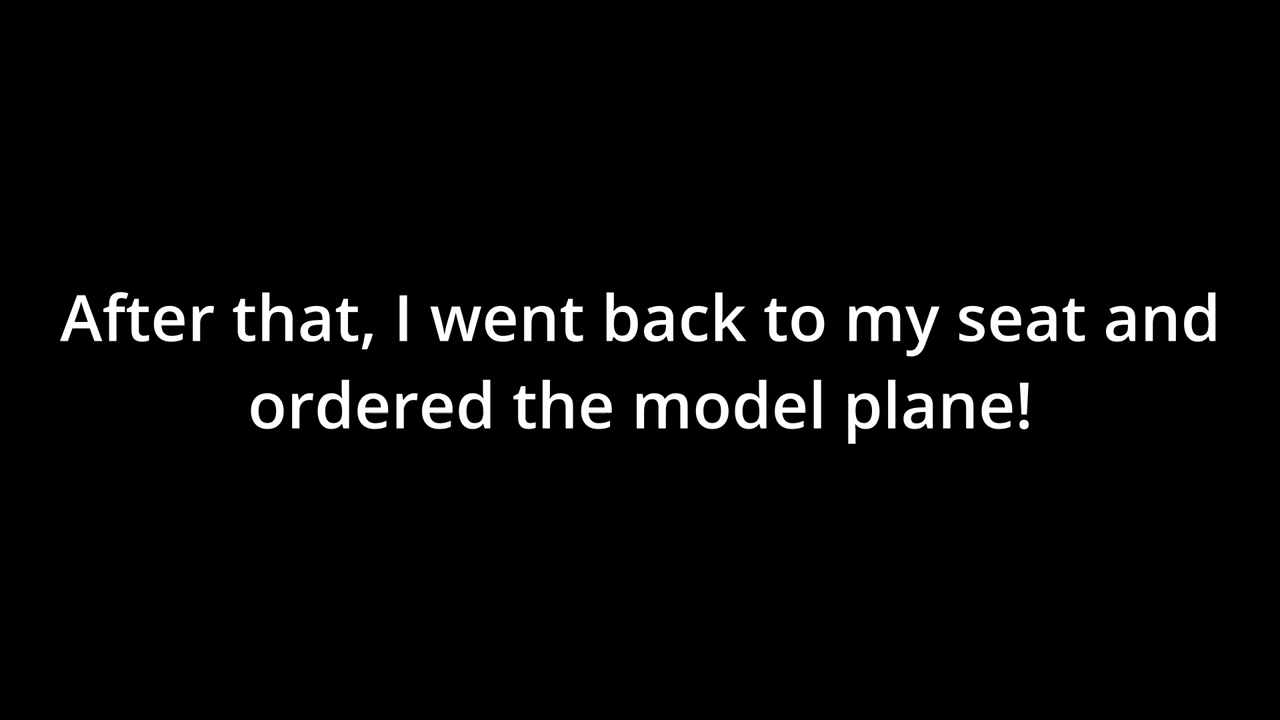 After that, I went back to my seat and
ordered the model plane!